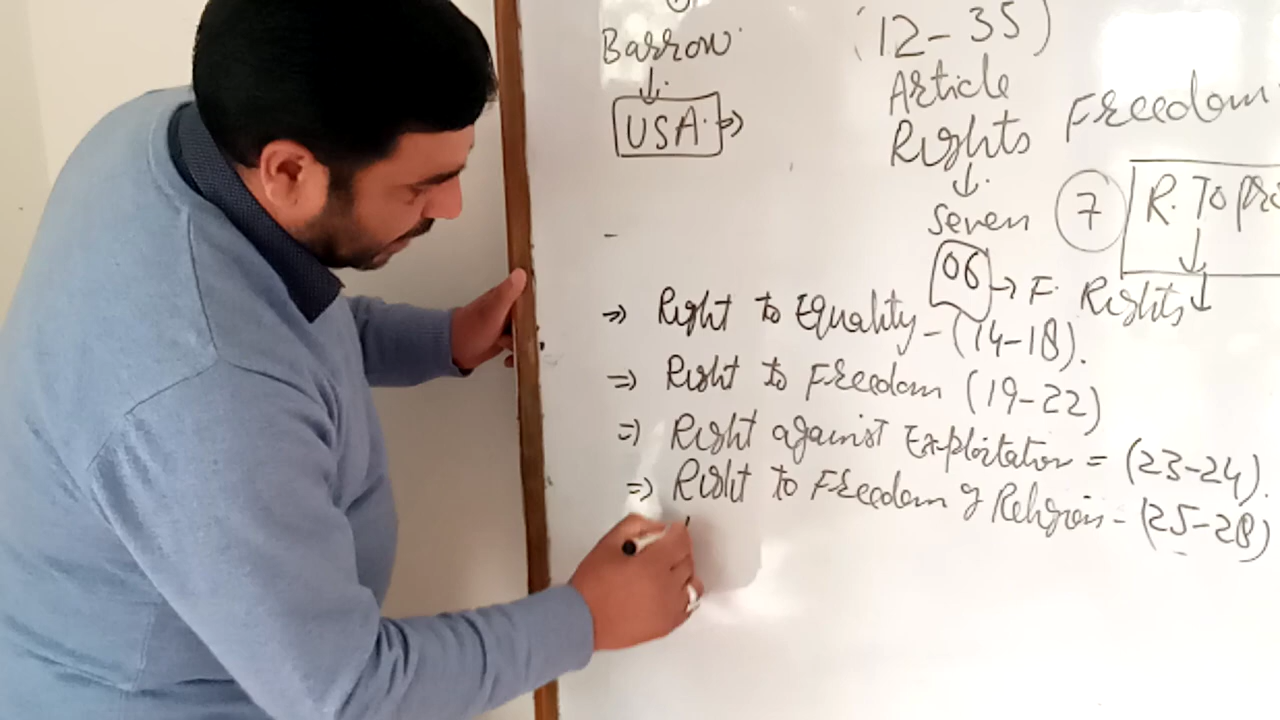 Barrow
↓
USA →
(12-35)
Article
Rights
↓
Seven
06 → F. Rights
Freedom
7 R. To
⇒ Right to Equality - (14-18).
⇒ Right to Freedom (19-22)
⇒ Right against Exploitation = (23-24).
⇒ Right to Freedom of Religion - (25-28)